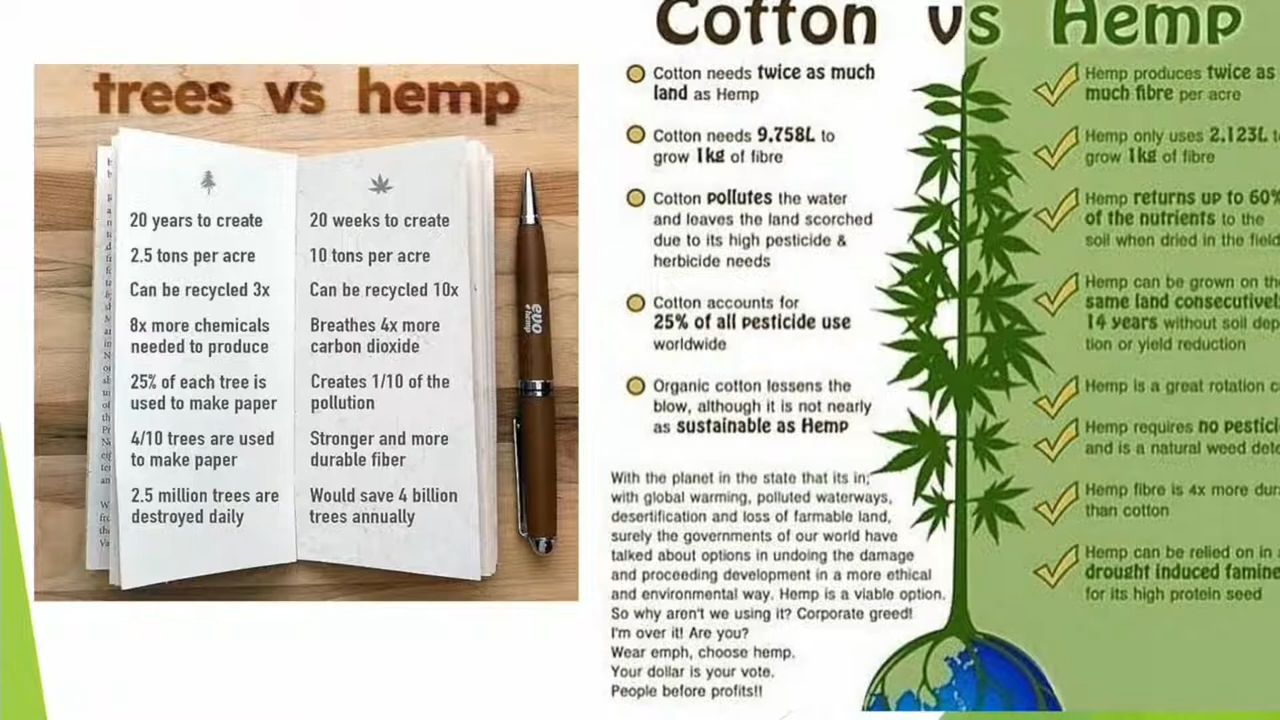 trees vs hemp
20 years to create
2.5 tons per acre
Can be recycled 3x
8x more chemicals
needed to produce
25% of each tree is
used to make paper
4/10 trees are used
to make paper
2.5 million trees are
destroyed daily
20 weeks to create
10 tons per acre
Can be recycled 10x
Breathes 4x more
carbon dioxide
Creates 1/10 of the
pollution
Stronger and more
durable fiber
Would save 4 billion
trees annually
evo
hemp
Cotton vs Hemp
Cotton needs twice as much
land as Hemp
Cotton needs 9.758L to
grow 1kg of fibre
Cotton pollutes the water
and leaves the land scorched
due to its high pesticide &
herbicide needs
Cotton accounts for
25% of all pesticide use
worldwide
Organic cotton lessens the
blow, although it is not nearly
as sustainable as Hemp
With the planet in the state that its in;
with global warming, polluted waterways,
desertification and loss of farmable land,
surely the governments of our world have
talked about options in undoing the damage
and proceeding development in a more ethical
and environmental way. Hemp is a viable option.
So why aren't we using it? Corporate greed!
I'm over it! Are you?
Wear emph, choose hemp.
Your dollar is your vote.
People before profits!!
Hemp produces twice as
much fibre per acre
Hemp only uses 2.123L t
grow 1kg of fibre
Hemp returns up to 60%
of the nutrients to the
soil when dried in the field
Hemp can be grown on th
same land consecutivel
14 years without soil dep
tion or yield reduction
Hemp is a great rotation c
Hemp requires no pestici
and is a natural weed dete
Hemp fibre is 4x more dur
than cotton
Hemp can be relied on in
drought induced famine
for its high protein seed